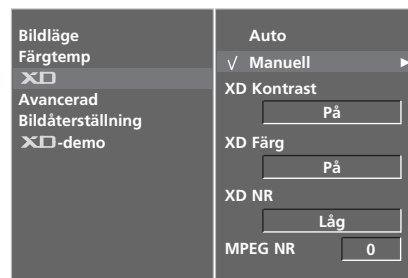 Bildläge
Färgtemp
XD
Avancerad
Bildåterställning
XD-demo
Auto
√ Manuell
XD Kontrast
På
XD Färg
På
XD NR
Låg
MPEG NR 0